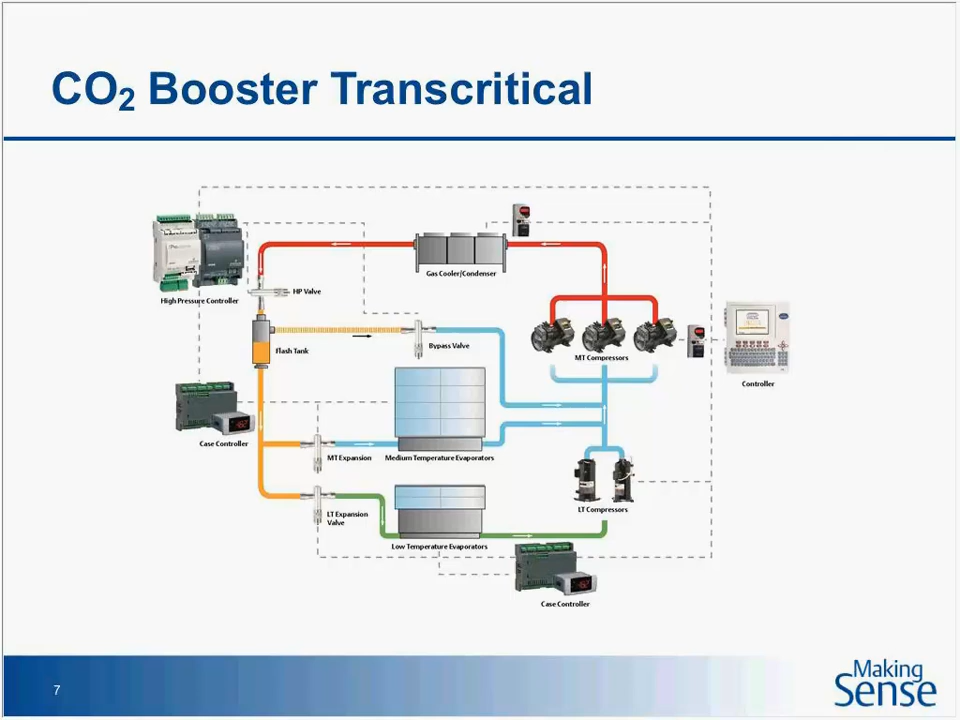 CO2 Booster Transcritical
Gas Cooler/Condenser
HP Valve
High Pressure Controller
Flash Tank
Bypass Valve
MT Compressors
Controller
Case Controller
MT Expansion
Medium Temperature Evaporators
LT Compressors
LT Expansion
Valve
Low Temperature Evaporators
Case Controller
7
Making
Sense